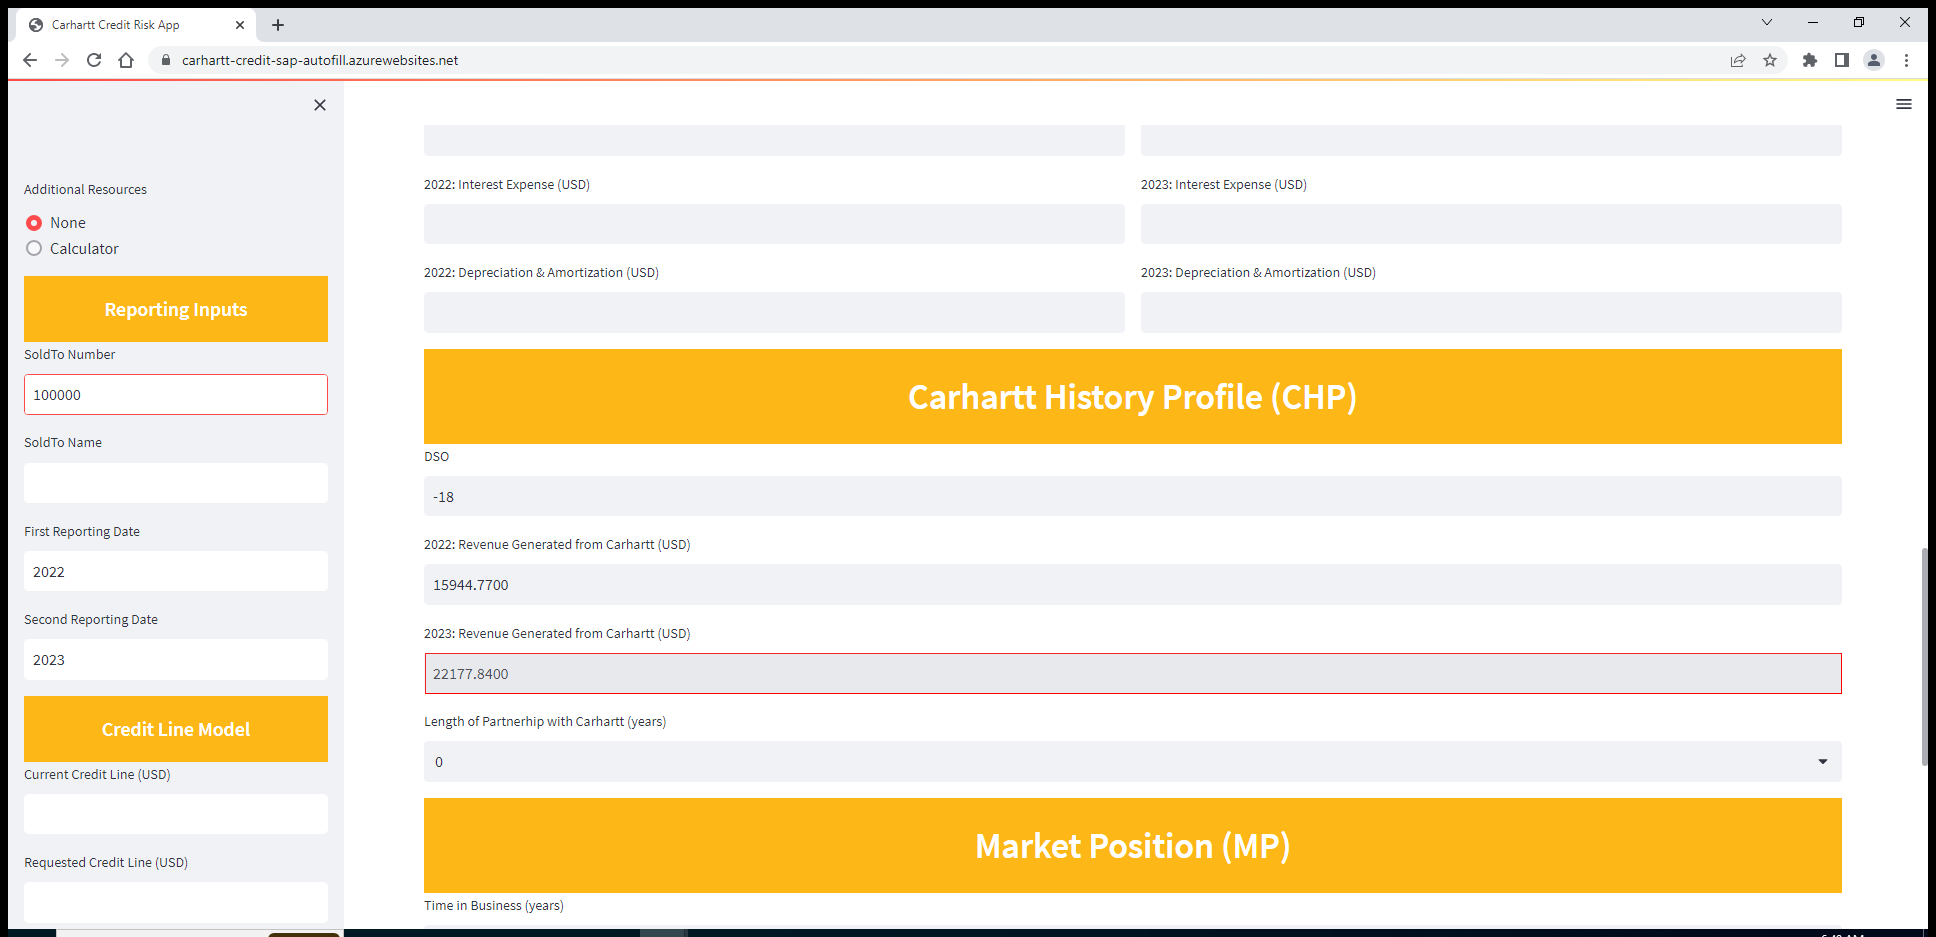 Carhartt Credit Risk App
carhartt-credit-sap-autofill.azurewebsites.net
Additional Resources
None
Calculator
Reporting Inputs
SoldTo Number
100000
SoldTo Name
First Reporting Date
2022
Second Reporting Date
2023
Credit Line Model
Current Credit Line (USD)
Requested Credit Line (USD)
2022: Interest Expense (USD)
2023: Interest Expense (USD)
2022: Depreciation & Amortization (USD)
2023: Depreciation & Amortization (USD)
Carhartt History Profile (CHP)
DSO
-18
2022: Revenue Generated from Carhartt (USD)
15944.7700
2023: Revenue Generated from Carhartt (USD)
22177.8400
Length of Partnerhip with Carhartt (years)
0
Market Position (MP)
Time in Business (years)